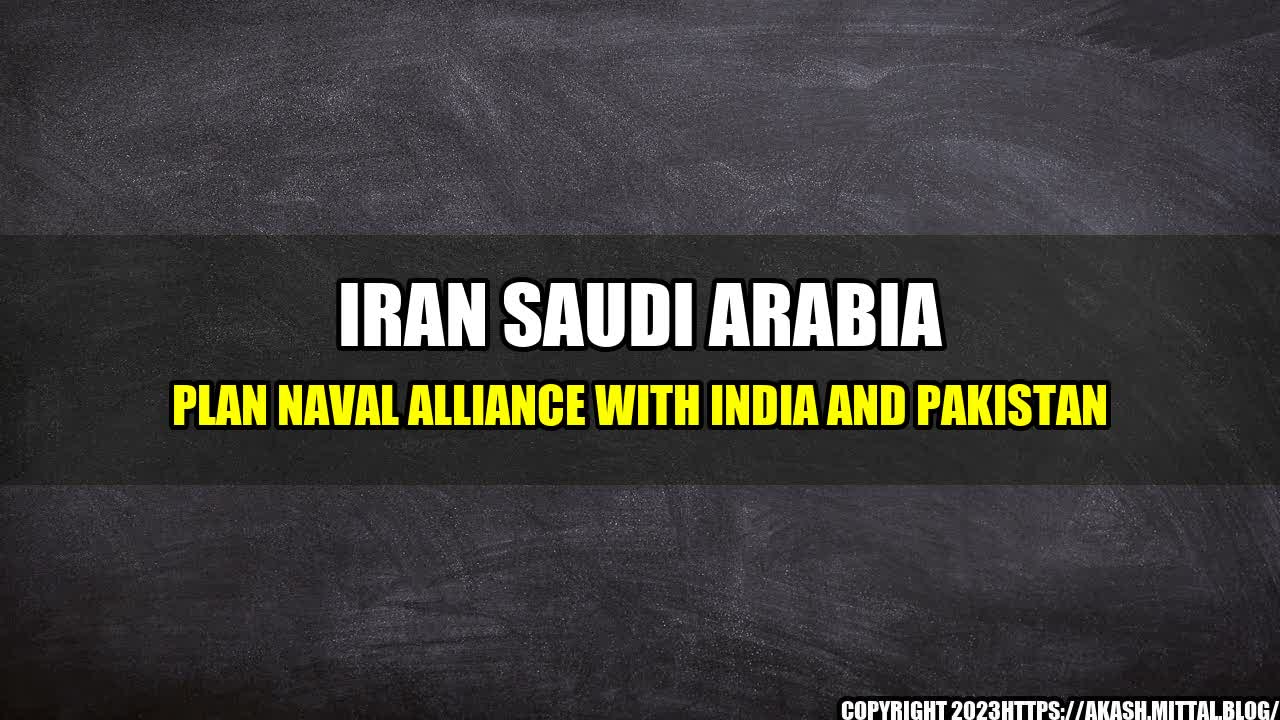 IRAN SAUDI ARABIA
PLAN NAVAL ALLIANCE WITH INDIA AND PAKISTAN
COPYRIGHT 2023HTTPS://AKASH.MITTAL.BLOG/